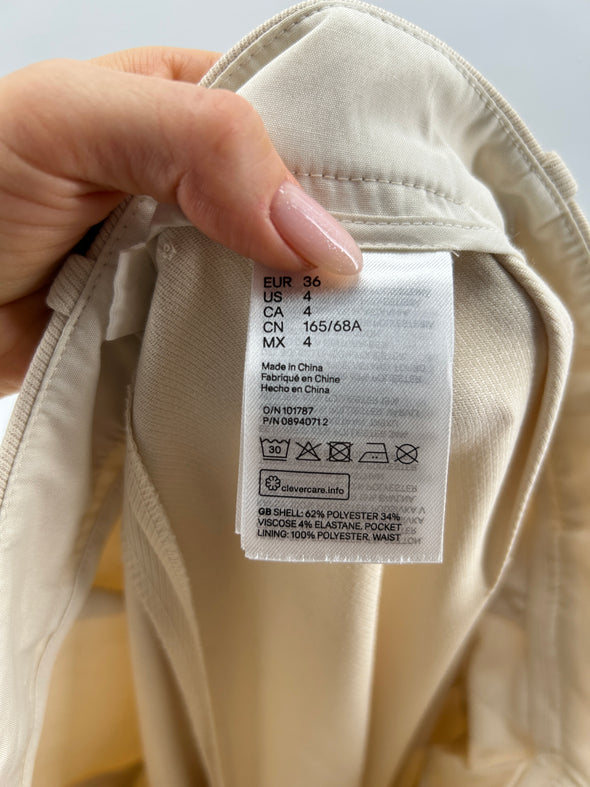 EUR 36
US 4
CA 4
CN 165/68A
MX 4
Made in China
Fabriqué en Chine
Hecho en China
O/N 101787
P/N 08940712
30
clevercare.info
GB SHELL: 62% POLYESTER 34%
VISCOSE 4% ELASTANE, POCKET
LINING: 100% POLYESTER, WAIST